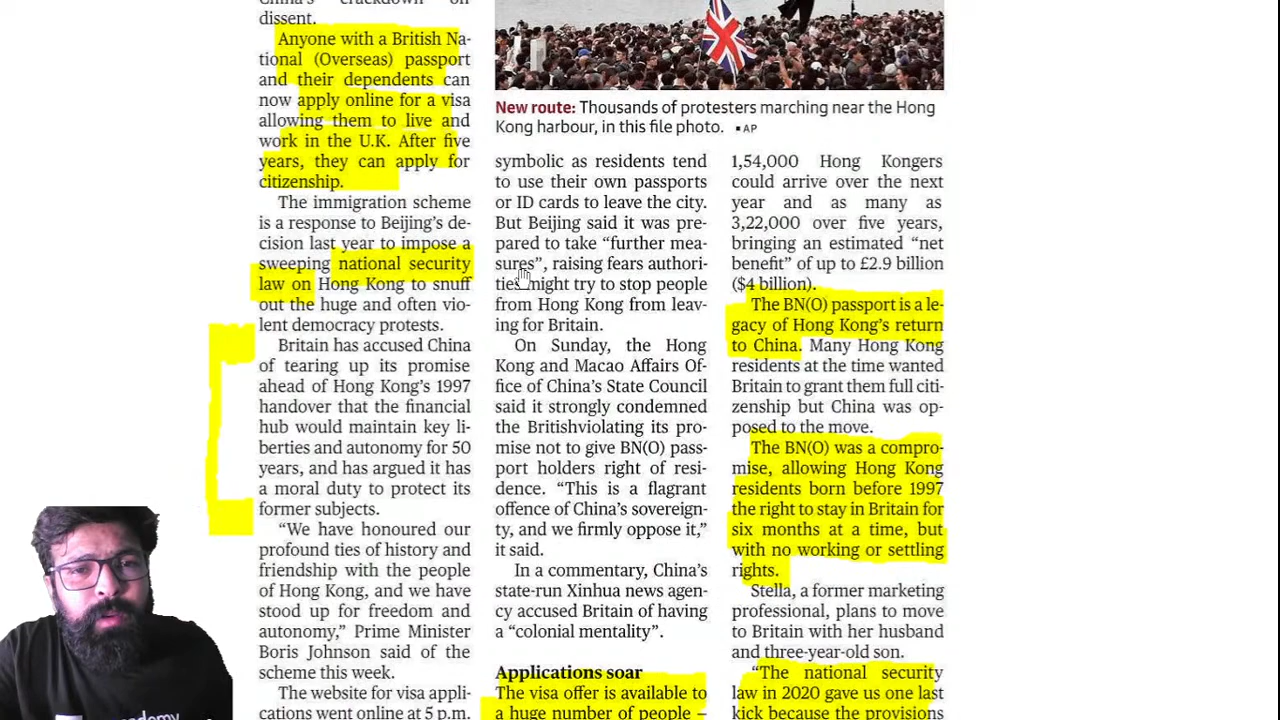 China's crackdown on
dissent.
Anyone with a British Na-
tional (Overseas) passport
and their dependents can
now apply online for a visa
allowing them to live and
work in the U.K. After five
years, they can apply for
citizenship.
The immigration scheme
is a response to Beijing's de-
cision last year to impose a
sweeping national security
law on Hong Kong to snuff
out the huge and often vio-
lent democracy protests.
Britain has accused China
of tearing up its promise
ahead of Hong Kong's 1997
handover that the financial
hub would maintain key li-
berties and autonomy for 50
years, and has argued it has
a moral duty to protect its
former subjects.
“We have honoured our
profound ties of history and
friendship with the people
of Hong Kong, and we have
stood up for freedom and
autonomy,” Prime Minister
Boris Johnson said of the
scheme this week.
The website for visa appli-
cations went online at 5 p.m.
New route: Thousands of protesters marching near the Hong
Kong harbour, in this file photo. ▪ AP
symbolic as residents tend
to use their own passports
or ID cards to leave the city.
But Beijing said it was pre-
pared to take “further mea-
sures”, raising fears authori-
ties might try to stop people
from Hong Kong from leav-
ing for Britain.
On Sunday, the Hong
Kong and Macao Affairs Of-
fice of China's State Council
said it strongly condemned
the Britishviolating its pro-
mise not to give BN(O) pass-
port holders right of resi-
dence. “This is a flagrant
offence of China's sovereign-
ty, and we firmly oppose it,”
it said.
In a commentary, China's
state-run Xinhua news agen-
cy accused Britain of having
a “colonial mentality”.
Applications soar
The visa offer is available to
a huge number of people –
1,54,000 Hong Kongers
could arrive over the next
year and as many as
3,22,000 over five years,
bringing an estimated “net
benefit” of up to £2.9 billion
($4 billion).
The BN(O) passport is a le-
gacy of Hong Kong's return
to China. Many Hong Kong
residents at the time wanted
Britain to grant them full citi-
zenship but China was op-
posed to the move.
The BN(O) was a compro-
mise, allowing Hong Kong
residents born before 1997
the right to stay in Britain for
six months at a time, but
with no working or settling
rights.
Stella, a former marketing
professional, plans to move
to Britain with her husband
and three-year-old son.
“The national security
law in 2020 gave us one last
kick because the provisions